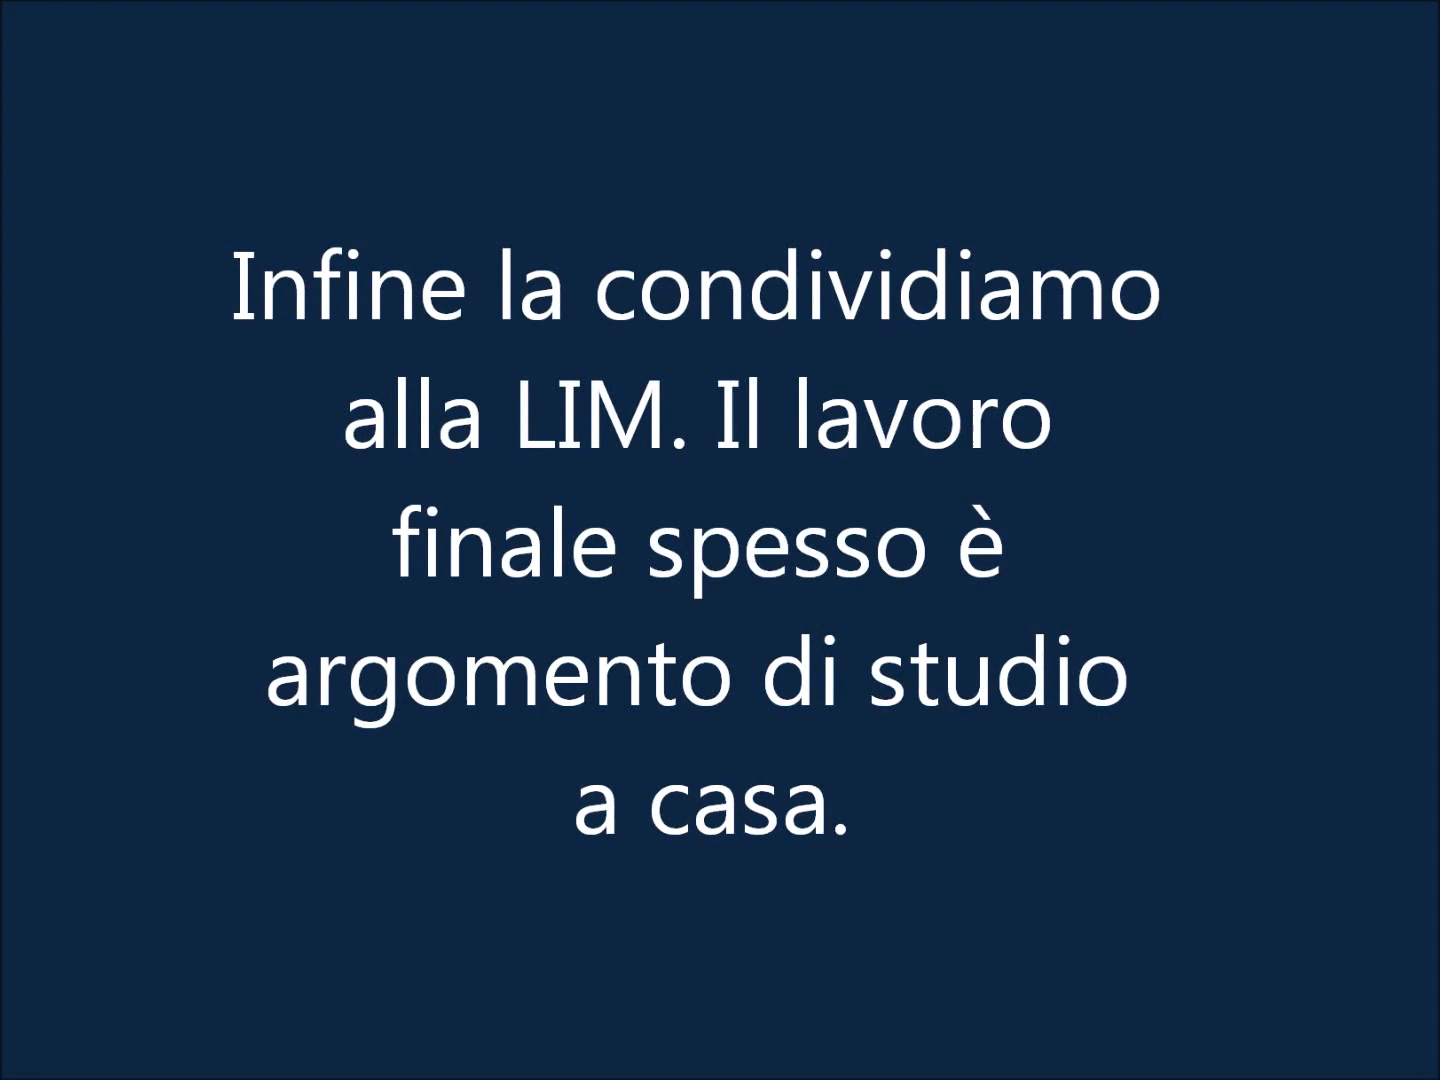 Infine la condividiamo
alla LIM. Il lavoro
finale spesso è
argomento di studio
a casa.